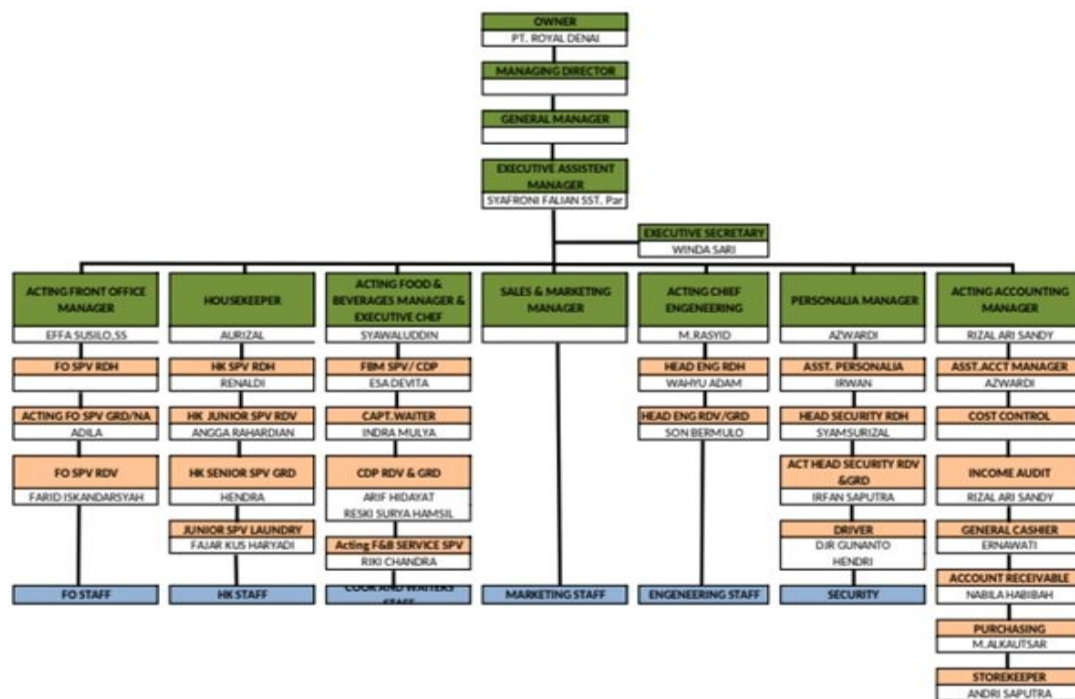 OWNER
PT. ROYAL DENAI
MANAGING DIRECTOR
GENERAL MANAGER
EXECUTIVE ASSISTENT
MANAGER
SYAFRONI FALIAN SST. Par
EXECUTIVE SECRETARY
WINDA SARI
ACTING FRONT OFFICE
MANAGER
EFFA SUSILO,SS
FO SPV RDH
ACTING FO SPV GRD/NA
ADILA
FO SPV RDV
FARID ISKANDARSYAH
FO STAFF
HOUSEKEEPER
AURIZAL
HK SPV RDH
RENALDI
HK JUNIOR SPV RDV
ANGGA RAHARDIAN
HK SENIOR SPV GRD
HENDRA
JUNIOR SPV LAUNDRY
FAJAR KUS HARYADI
HK STAFF
ACTING FOOD &
BEVERAGES MANAGER &
EXECUTIVE CHEF
SYAWALUDDIN
FBM SPV/ CDP
ESA DEVITA
CAPT.WAITER
INDRA MULYA
CDP RDV & GRD
ARIF HIDAYAT
RESKI SURYA HAMSIL
Acting F&B SERVICE SPV
RIKI CHANDRA
COOK AND WAITERS
STAFF
SALES & MARKETING
MANAGER
MARKETING STAFF
ACTING CHIEF
ENGEENERING
M.RASYID
HEAD ENG RDH
WAHYU ADAM
HEAD ENG RDV/GRD
SON BERMULO
ENGENEERING STAFF
PERSONALIA MANAGER
AZWARDI
ASST. PERSONALIA
IRWAN
HEAD SECURITY RDH
SYAMSURIZAL
ACT HEAD SECURITY RDV
&GRD
IRFAN SAPUTRA
DRIVER
DJR GUNANTO
HENDRI
SECURITY
ACTING ACCOUNTING
MANAGER
RIZAL ARI SANDY
ASST.ACCT MANAGER
AZWARDI
COST CONTROL
INCOME AUDIT
RIZAL ARI SANDY
GENERAL CASHIER
ERNAWATI
ACCOUNT RECEIVABLE
NABILA HABIBAH
PURCHASING
M.ALKAUTSAR
STOREKEEPER
ANDRI SAPUTRA